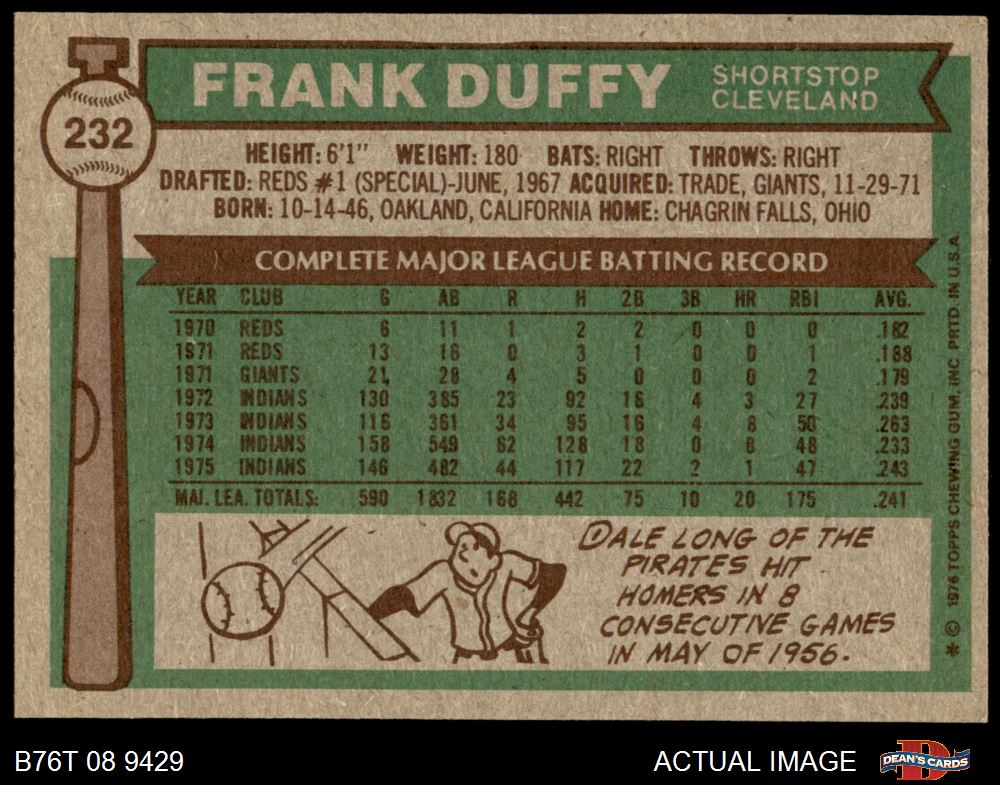 FRANK DUFFY
SHORTSTOP
CLEVELAND
232
HEIGHT: 6'1" WEIGHT: 180 BATS: RIGHT THROWS: RIGHT
DRAFTED: REDS #1 (SPECIAL)-JUNE, 1967 ACQUIRED: TRADE, GIANTS, 11-29-71
BORN: 10-14-46, OAKLAND, CALIFORNIA HOME: CHAGRIN FALLS, OHIO
COMPLETE MAJOR LEAGUE BATTING RECORD
YEAR CLUB G AB R H 2B 3B HR RBI AVG.
1970 REDS 6 11 1 2 2 0 0 0 .182
1971 REDS 13 16 0 3 1 0 0 1 .188
1971 GIANTS 21 28 4 5 0 0 0 2 .179
1972 INDIANS 130 385 23 92 16 4 3 27 .239
1973 INDIANS 116 361 34 95 16 4 8 50 .263
1974 INDIANS 158 549 62 128 18 0 8 48 .233
1975 INDIANS 146 482 44 117 22 2 1 47 .243
MAJ. LEA. TOTALS: 590 1832 168 442 75 10 20 175 .241
DALE LONG OF THE
PIRATES HIT
HOMERS IN 8
CONSECUTIVE GAMES
IN MAY OF 1956.
* © 1976 TOPPS CHEWING GUM, INC. PRTD. IN U.S.A.
B76T 08 9429
ACTUAL IMAGE
D
DEAN'S CARDS